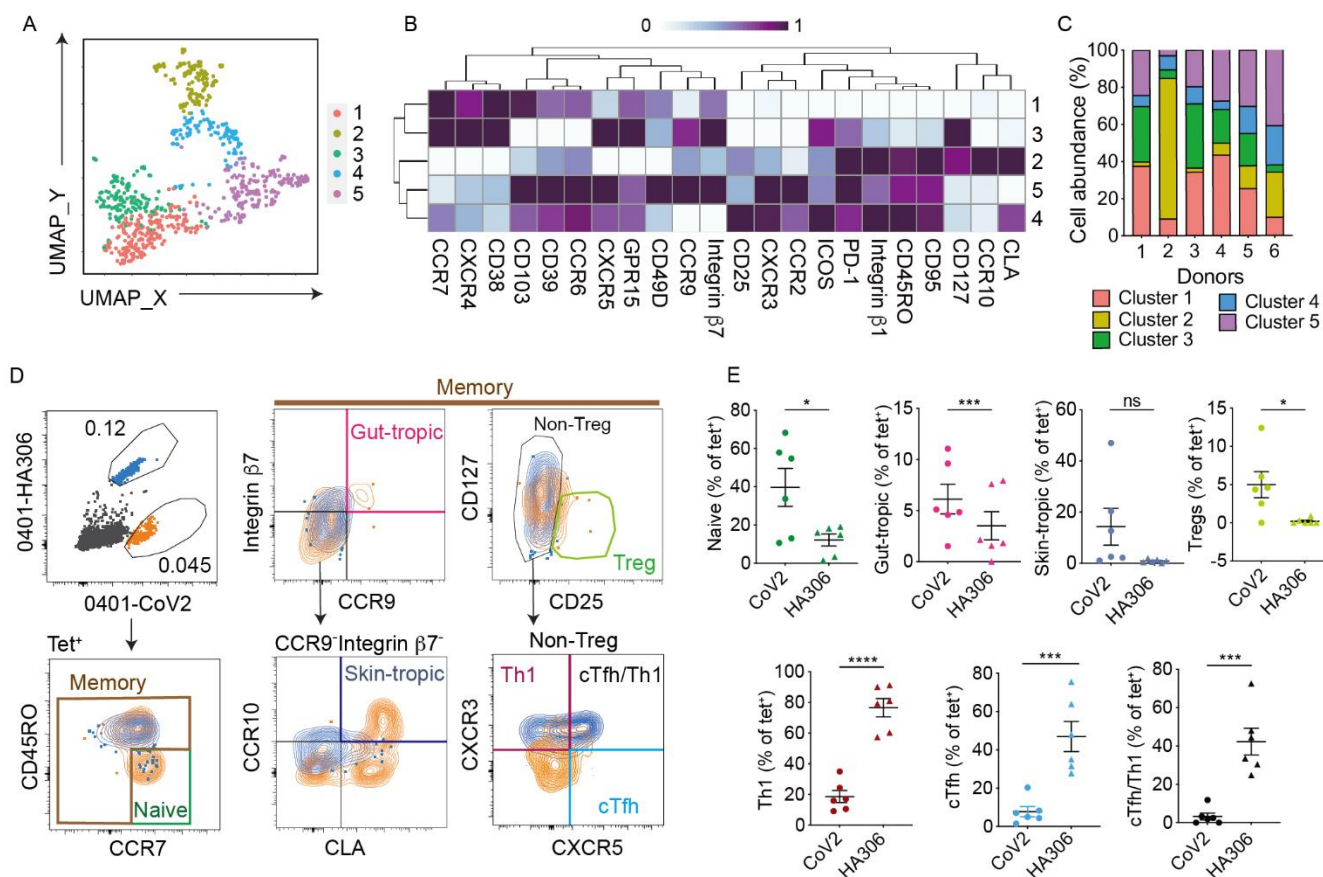 A
UMAP_Y
UMAP_X
1
2
3
4
5
B
0 1
1
3
2
5
4
CCR7
CXCR4
CD38
CD103
CD39
CCR6
CXCR5
GPR15
CD49D
CCR9
Integrin β7
CD25
CXCR3
CCR2
ICOS
PD-1
Integrin β1
CD45RO
CD95
CD127
CCR10
CLA
C
Cell abundance (%)
100
80
60
40
20
0
1 2 3 4 5 6
Donors
Cluster 1
Cluster 2
Cluster 3
Cluster 4
Cluster 5
D
0401-HA306
0.12
0.045
0401-CoV2
Memory
Integrin β7
Gut-tropic
CCR9
CD127
Non-Treg
Treg
CD25
Tet⁺
CD45RO
Memory
Naive
CCR7
CCR9⁻Integrin β7⁻
CCR10
Skin-tropic
CLA
Non-Treg
CXCR3
Th1
cTfh/Th1
cTfh
CXCR5
E
Naive (% of tet⁺)
80
60
40
20
0
*
CoV2
HA306
Gut-tropic (% of tet⁺)
15
10
5
0
***
CoV2
HA306
Skin-tropic (% of tet⁺)
60
40
20
0
ns
CoV2
HA306
Tregs (% of tet⁺)
15
10
5
0
-5
*
CoV2
HA306
Th1 (% of tet⁺)
100
80
60
40
20
0
****
CoV2
HA306
cTfh (% of tet⁺)
80
60
40
20
0
***
CoV2
HA306
cTfh/Th1 (% of tet⁺)
80
60
40
20
0
***
CoV2
HA306